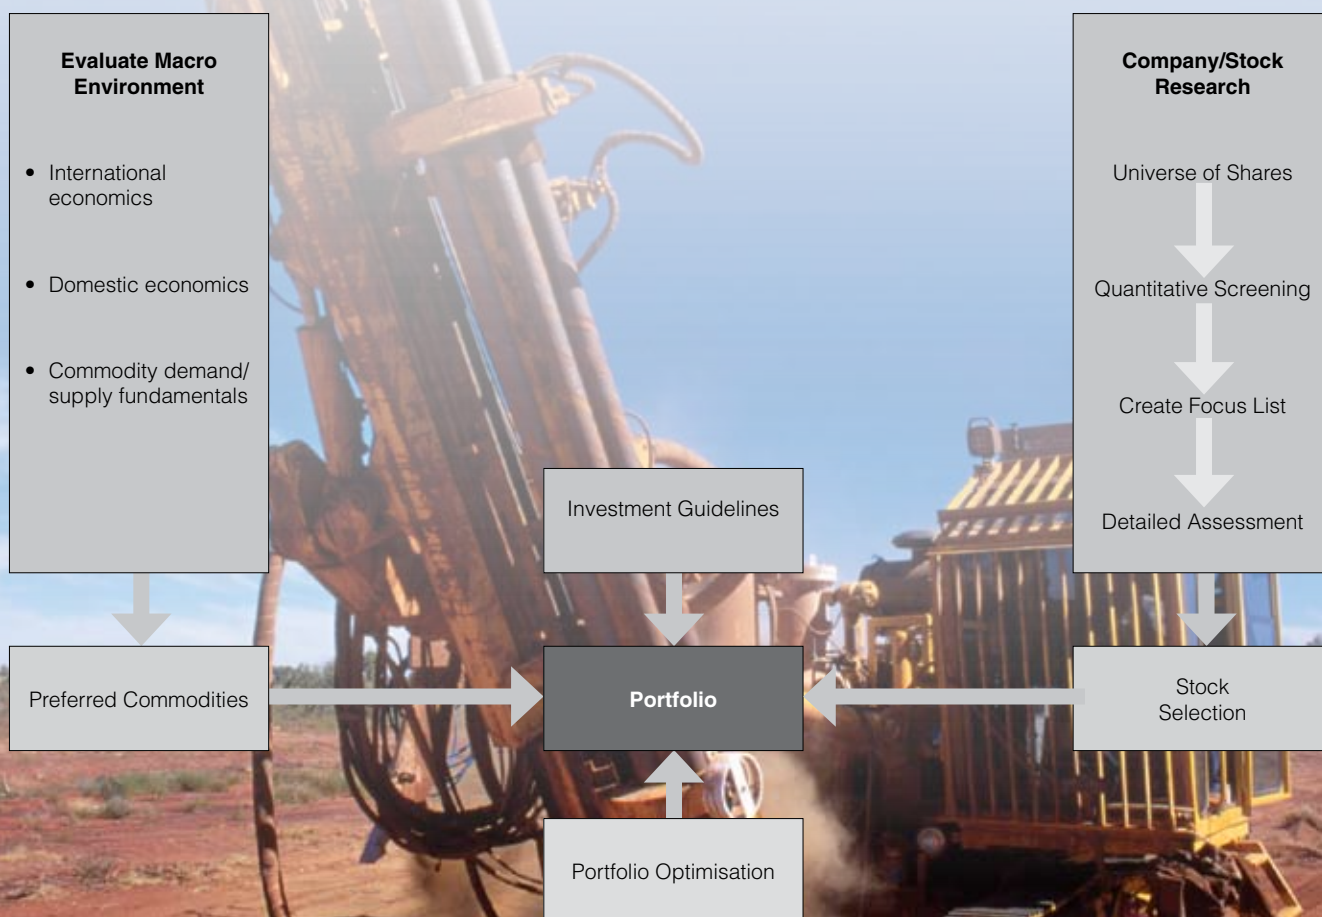 Evaluate Macro
Environment
• International
economics
• Domestic economics
• Commodity demand/
supply fundamentals
Preferred Commodities
Investment Guidelines
Portfolio
Portfolio Optimisation
Company/Stock
Research
Universe of Shares
Quantitative Screening
Create Focus List
Detailed Assessment
Stock
Selection